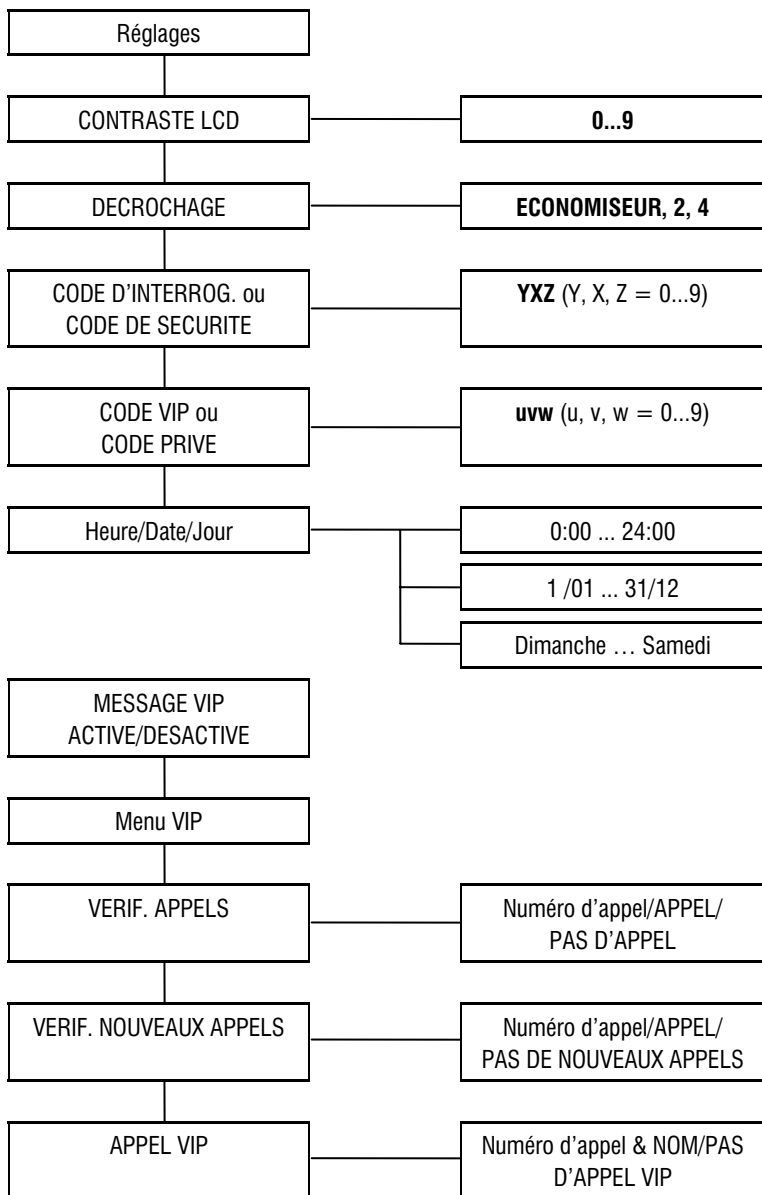 Réglages
CONTRASTE LCD
0...9
DECROCHAGE
ECONOMISEUR, 2, 4
CODE D'INTERROG. ou
CODE DE SECURITE
YXZ (Y, X, Z = 0...9)
CODE VIP ou
CODE PRIVE
uvw (u, v, w = 0...9)
Heure/Date/Jour
0:00 ... 24:00
1 /01 ... 31/12
Dimanche … Samedi
MESSAGE VIP
ACTIVE/DESACTIVE
Menu VIP
VERIF. APPELS
Numéro d'appel/APPEL/
PAS D'APPEL
VERIF. NOUVEAUX APPELS
Numéro d'appel/APPEL/
PAS DE NOUVEAUX APPELS
APPEL VIP
Numéro d'appel & NOM/PAS
D'APPEL VIP